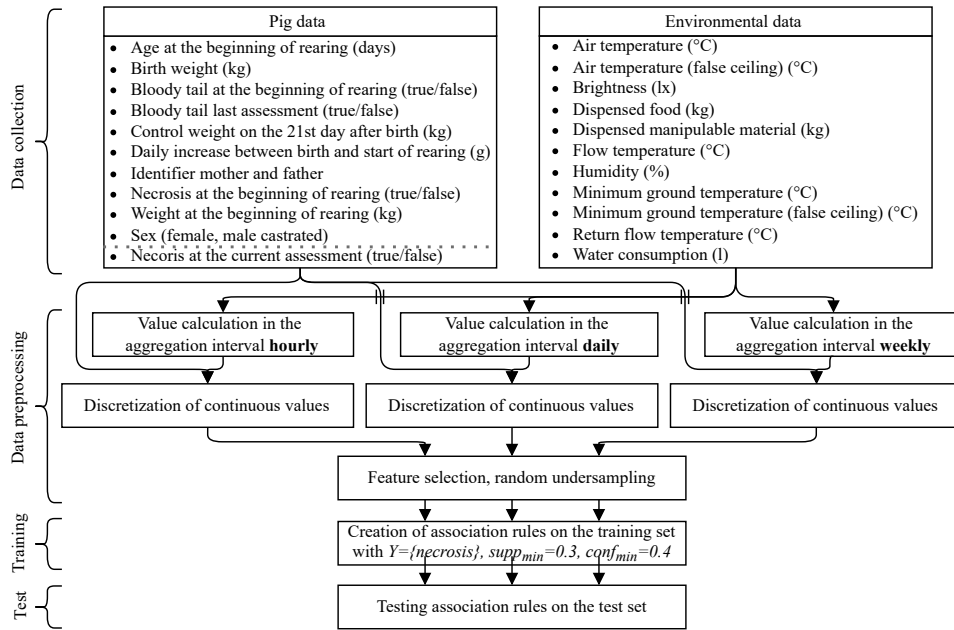 Data collection
Pig data
• Age at the beginning of rearing (days)
• Birth weight (kg)
• Bloody tail at the beginning of rearing (true/false)
• Bloody tail last assessment (true/false)
• Control weight on the 21st day after birth (kg)
• Daily increase between birth and start of rearing (g)
• Identifier mother and father
• Necrosis at the beginning of rearing (true/false)
• Weight at the beginning of rearing (kg)
• Sex (female, male castrated)
• Necoris at the current assessment (true/false)
Environmental data
• Air temperature (°C)
• Air temperature (false ceiling) (°C)
• Brightness (lx)
• Dispensed food (kg)
• Dispensed manipulable material (kg)
• Flow temperature (°C)
• Humidity (%)
• Minimum ground temperature (°C)
• Minimum ground temperature (false ceiling) (°C)
• Return flow temperature (°C)
• Water consumption (l)
Data preprocessing
Value calculation in the
aggregation interval hourly
Value calculation in the
aggregation interval daily
Value calculation in the
aggregation interval weekly
Discretization of continuous values
Discretization of continuous values
Discretization of continuous values
Feature selection, random undersampling
Training
Creation of association rules on the training set
with Y={necrosis}, supp_min=0.3, conf_min=0.4
Test
Testing association rules on the test set